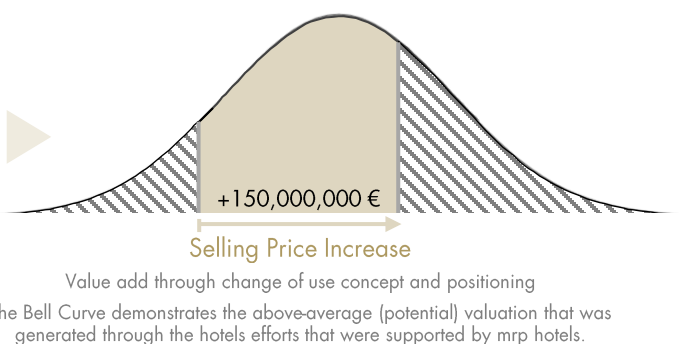 +150,000,000 €
Selling Price Increase
Value add through change of use concept and positioning
he Bell Curve demonstrates the above-average (potential) valuation that was
generated through the hotels efforts that were supported by mrp hotels.